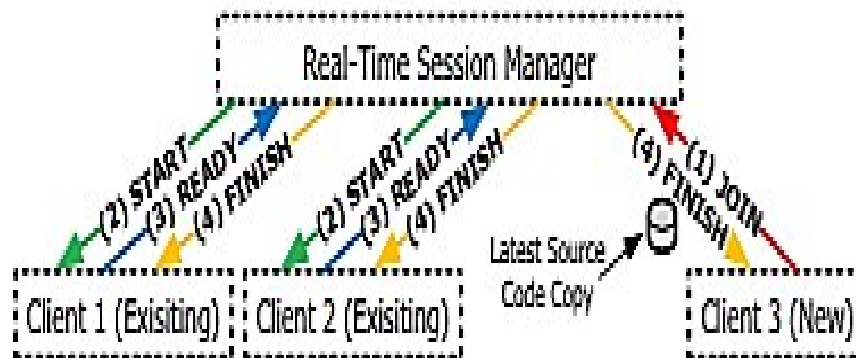 Real-Time Session Manager
(2) START
(3) READY
(4) FINISH
(2) START
(3) READY
(4) FINISH
(4) FINISH
(1) JOIN
Latest Source
Code Copy
Client 1 (Exisiting)
Client 2 (Exisiting)
Client 3 (New)